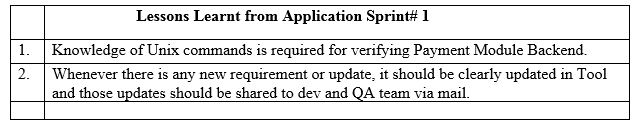 Lessons Learnt from Application Sprint# 1
1. Knowledge of Unix commands is required for verifying Payment Module Backend.
2. Whenever there is any new requirement or update, it should be clearly updated in Tool
and those updates should be shared to dev and QA team via mail.